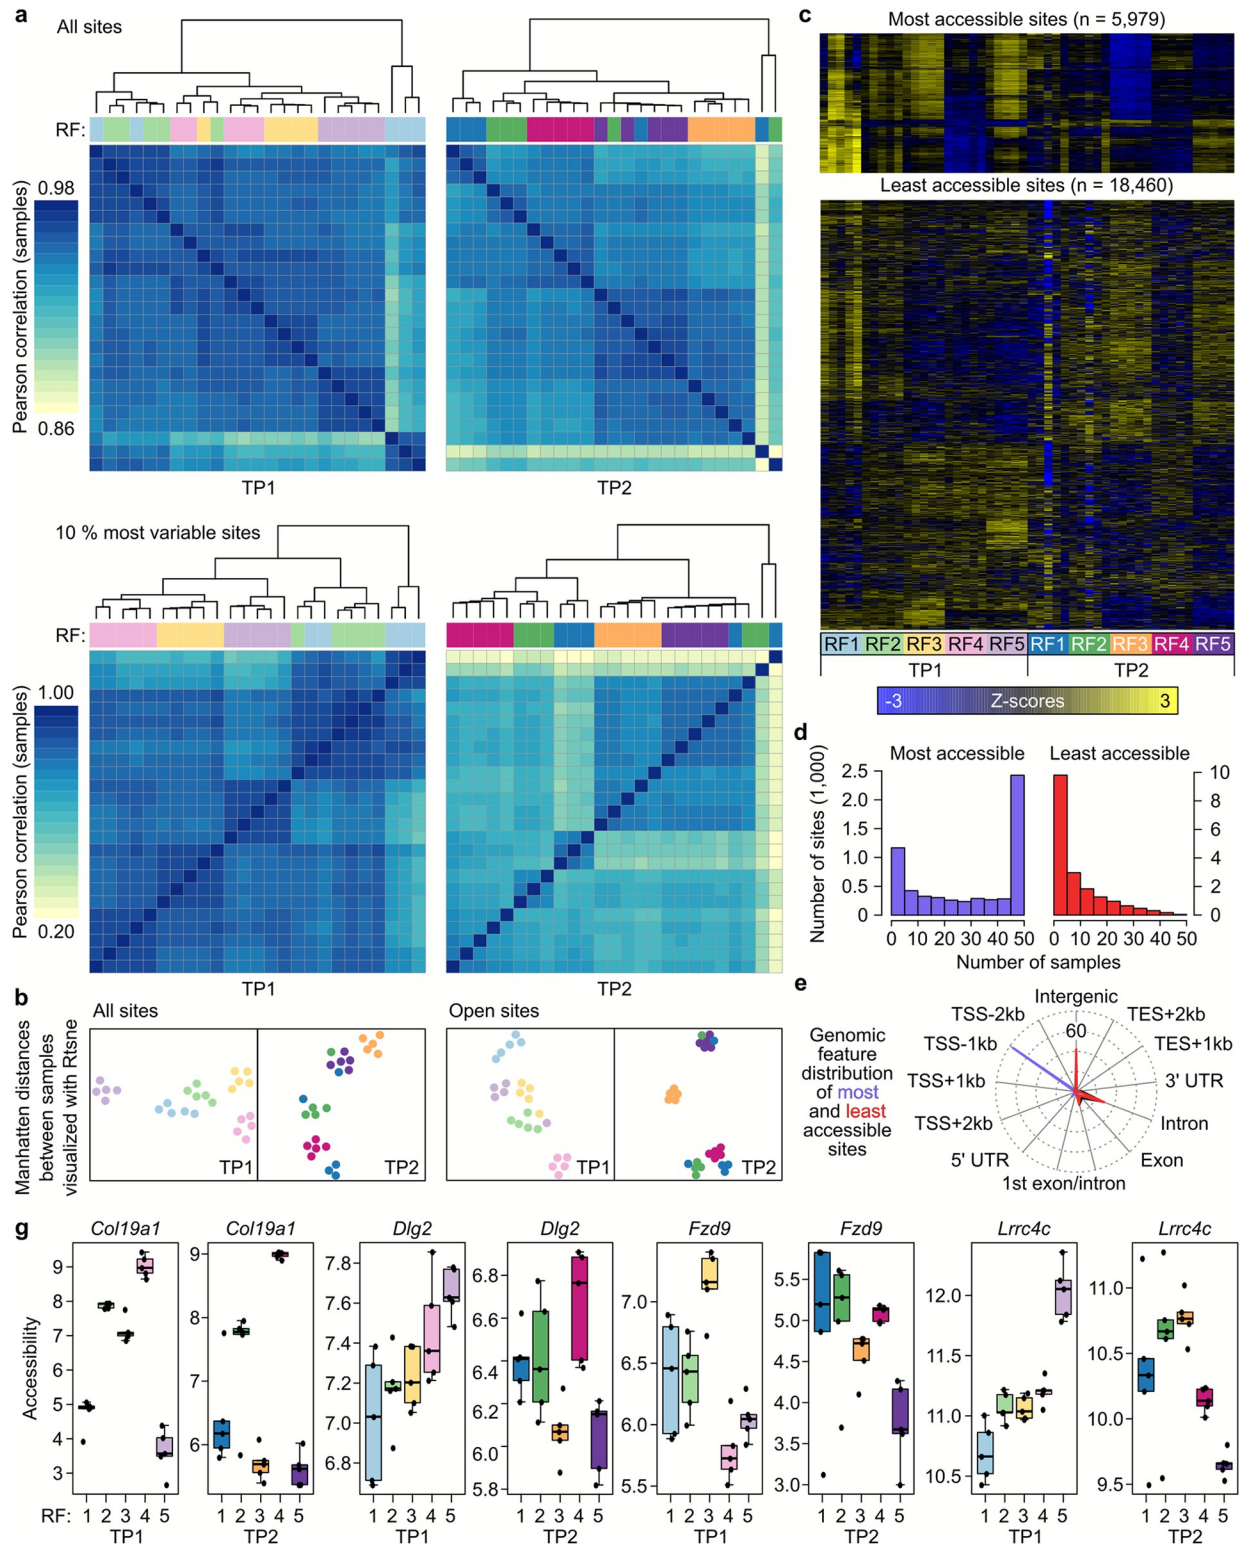 a
All sites
RF:
Pearson correlation (samples)
0.98
0.86
TP1
TP2
10 % most variable sites
RF:
Pearson correlation (samples)
1.00
0.20
TP1
TP2
b
All sites
Open sites
Manhatten distances
between samples
visualized with Rtsne
TP1
TP2
TP1
TP2
c
Most accessible sites (n = 5,979)
Least accessible sites (n = 18,460)
RF1 RF2 RF3 RF4 RF5 RF1 RF2 RF3 RF4 RF5
TP1 TP2
-3 Z-scores 3
d
Most accessible Least accessible
Number of sites (1,000)
2.5
2.0
1.5
1.0
0.5
0
10
8
6
4
2
0
0 10 20 30 40 50 0 10 20 30 40 50
Number of samples
e
Genomic
feature
distribution
of most
and least
accessible
sites
Intergenic
60
TES+2kb
TES+1kb
3' UTR
Intron
Exon
1st exon/intron
5' UTR
TSS+2kb
TSS+1kb
TSS-1kb
TSS-2kb
g
Accessibility
Col19a1
9
8
7
6
5
4
3
1 2 3 4 5
TP1
Col19a1
9
8
7
6
1 2 3 4 5
TP2
Dlg2
7.8
7.6
7.4
7.2
7.0
6.8
1 2 3 4 5
TP1
Dlg2
6.8
6.6
6.4
6.2
6.0
5.8
1 2 3 4 5
TP2
Fzd9
7.0
6.5
6.0
5.5
1 2 3 4 5
TP1
Fzd9
5.5
5.0
4.5
4.0
3.5
3.0
1 2 3 4 5
TP2
Lrrc4c
12.0
11.5
11.0
10.5
1 2 3 4 5
TP1
Lrrc4c
11.0
10.5
10.0
9.5
1 2 3 4 5
TP2
RF: